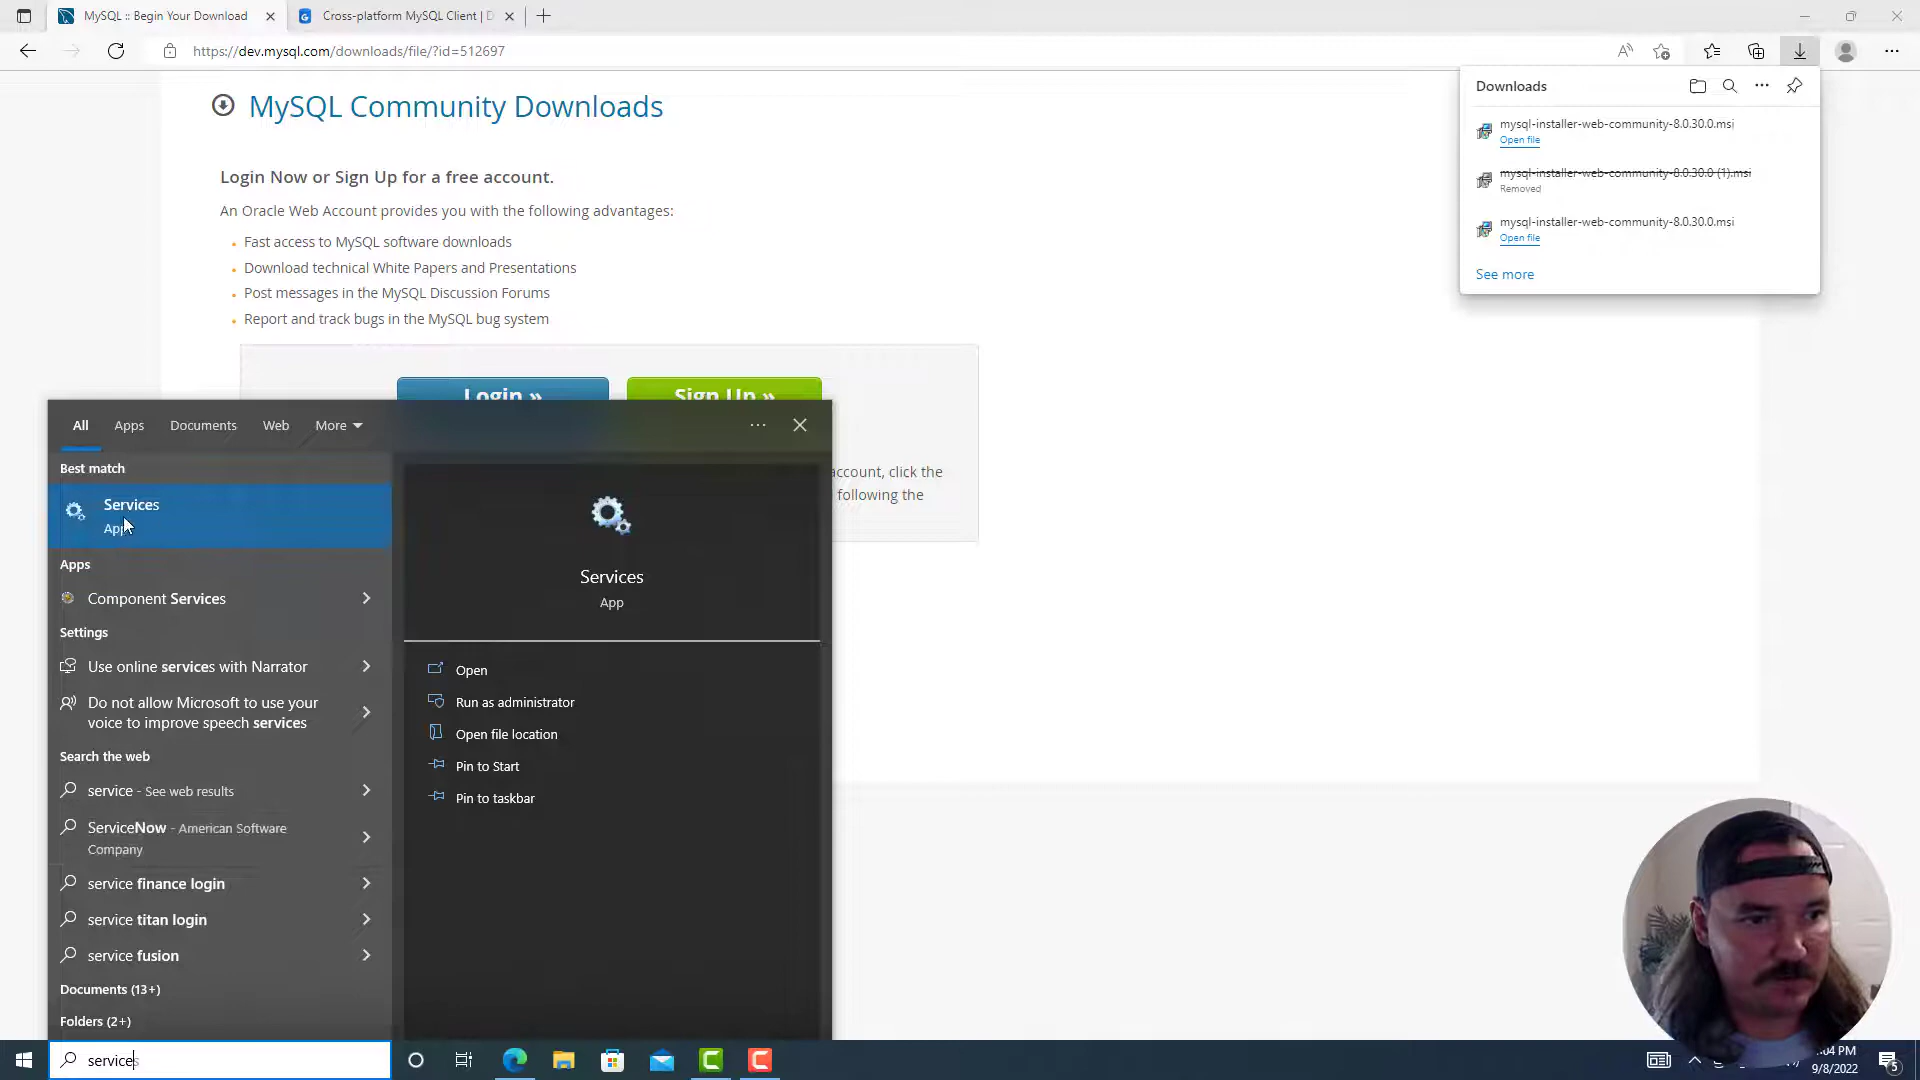 MySQL :: Begin Your Download
Cross-platform MySQL Client | D
https://dev.mysql.com/downloads/file/?id=512697
MySQL Community Downloads
Login Now or Sign Up for a free account.
An Oracle Web Account provides you with the following advantages:
Fast access to MySQL software downloads
Download technical White Papers and Presentations
Post messages in the MySQL Discussion Forums
Report and track bugs in the MySQL bug system
Login »
Sign Up »
account, click the
following the
Downloads
mysql-installer-web-community-8.0.30.0.msi
Open file
mysql-installer-web-community-8.0.30.0 (1).msi
Removed
mysql-installer-web-community-8.0.30.0.msi
Open file
See more
All
Apps
Documents
Web
More
Best match
Services
App
Apps
Component Services
Settings
Use online services with Narrator
Do not allow Microsoft to use your
voice to improve speech services
Search the web
service - See web results
ServiceNow - American Software
Company
service finance login
service titan login
service fusion
Documents (13+)
Folders (2+)
Services
App
Open
Run as administrator
Open file location
Pin to Start
Pin to taskbar
services
:04 PM
9/8/2022
5